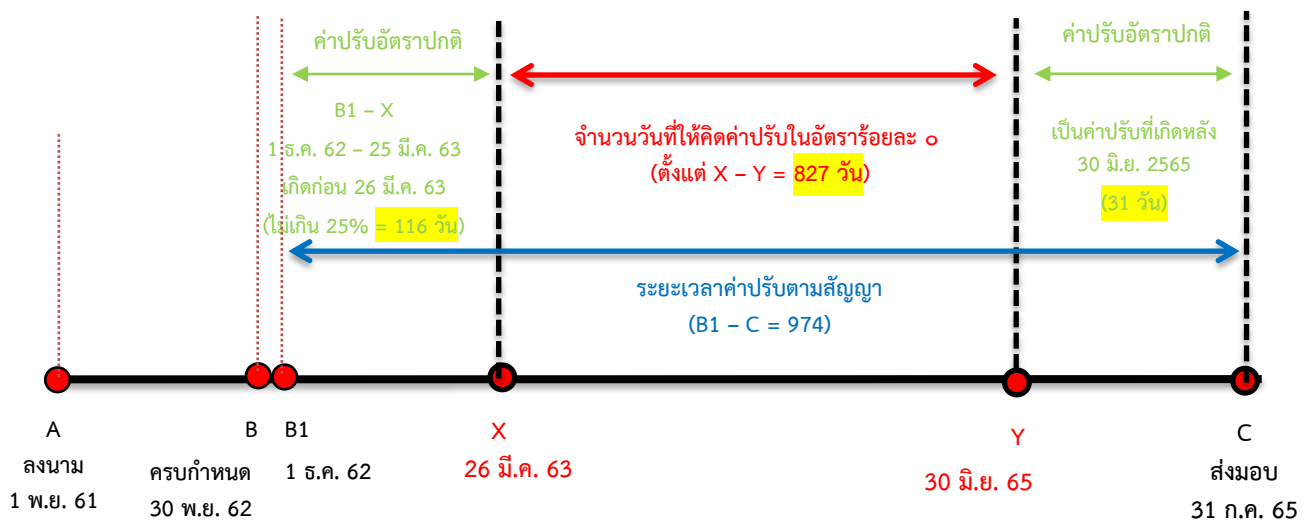 ค่าปรับอัตราปกติ
B1 – X
1 ธ.ค. 62 – 25 มี.ค. 63
เกิดก่อน 26 มี.ค. 63
(ไม่เกิน 25% = 116 วัน)
จำนวนวันที่ให้คิดค่าปรับในอัตราร้อยละ ๐
(ตั้งแต่ X – Y = 827 วัน)
ค่าปรับอัตราปกติ
เป็นค่าปรับที่เกิดหลัง
30 มิ.ย. 2565
(31 วัน)
ระยะเวลาค่าปรับตามสัญญา
(B1 – C = 974)
A
ลงนาม
1 พ.ย. 61
B
ครบกำหนด
30 พ.ย. 62
B1
1 ธ.ค. 62
X
26 มี.ค. 63
Y
30 มิ.ย. 65
C
ส่งมอบ
31 ก.ค. 65